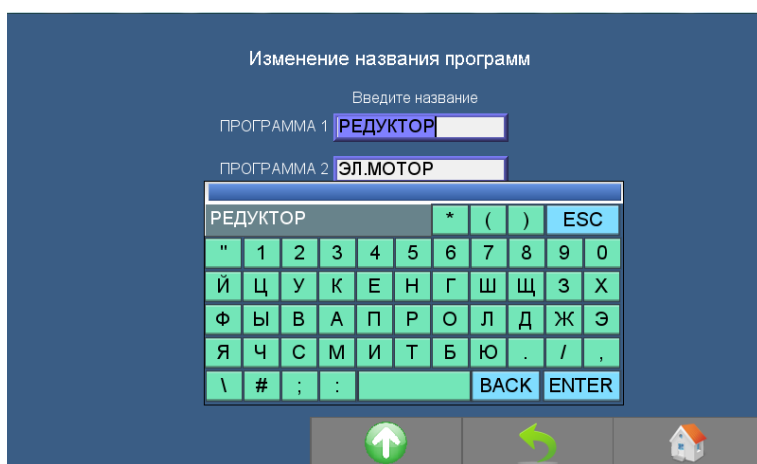 Изменение названия программ
Введите название
ПРОГРАММА 1 РЕДУКТОР
ПРОГРАММА 2 ЭЛ.МОТОР
РЕДУКТОР * ( ) ESC
" 1 2 3 4 5 6 7 8 9 0
Й Ц У К Е Н Г Ш Щ З Х
Ф Ы В А П Р О Л Д Ж Э
Я Ч С М И Т Б Ю . / ,
\ # ; : BACK ENTER